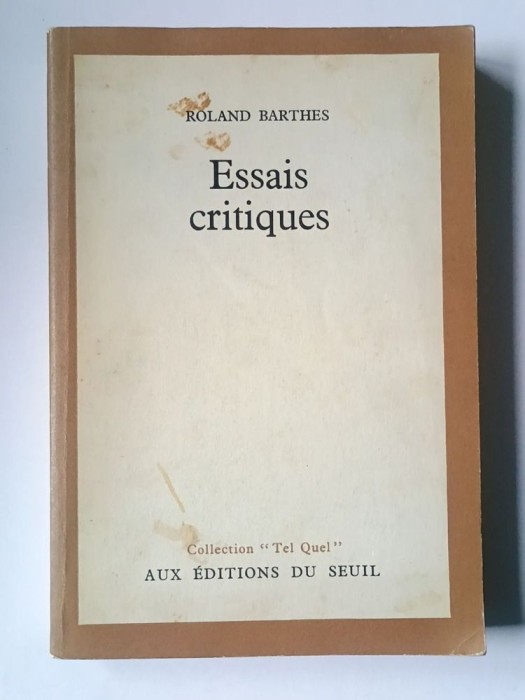 ROLAND BARTHES
Essais
critiques
Collection “Tel Quel”
AUX ÉDITIONS DU SEUIL